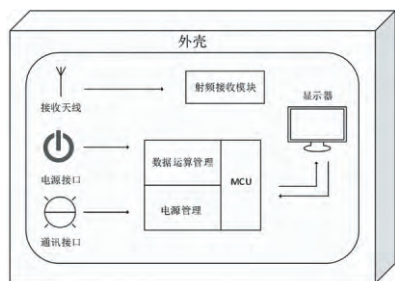 外壳
接收天线
射频接收模块
显示器
电源接口
数据运算管理
MCU
电源管理
通讯接口